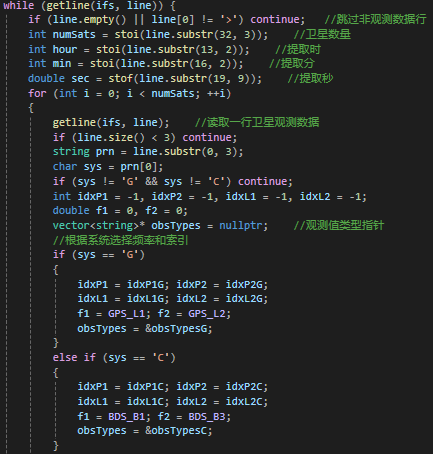 while (getline(ifs, line)) {
if (line.empty() || line[0] != '>') continue;   //跳过非观测数据行
int numSats = stoi(line.substr(32, 3));    //卫星数量
int hour = stoi(line.substr(13, 2));    //提取时
int min = stoi(line.substr(16, 2));    //提取分
double sec = stof(line.substr(19, 9));    //提取秒
for (int i = 0; i < numSats; ++i)
{
getline(ifs, line);    //读取一行卫星观测数据
if (line.size() < 3) continue;
string prn = line.substr(0, 3);
char sys = prn[0];
if (sys != 'G' && sys != 'C') continue;
int idxP1 = -1, idxP2 = -1, idxL1 = -1, idxL2 = -1;
double f1 = 0, f2 = 0;
vector<string>* obsTypes = nullptr;    //观测值类型指针
//根据系统选择频率和索引
if (sys == 'G')
{
idxP1 = idxP1G; idxP2 = idxP2G;
idxL1 = idxL1G; idxL2 = idxL2G;
f1 = GPS_L1; f2 = GPS_L2;
obsTypes = &obsTypesG;
}
else if (sys == 'C')
{
idxP1 = idxP1C; idxP2 = idxP2C;
idxL1 = idxL1C; idxL2 = idxL2C;
f1 = BDS_B1; f2 = BDS_B3;
obsTypes = &obsTypesC;
}